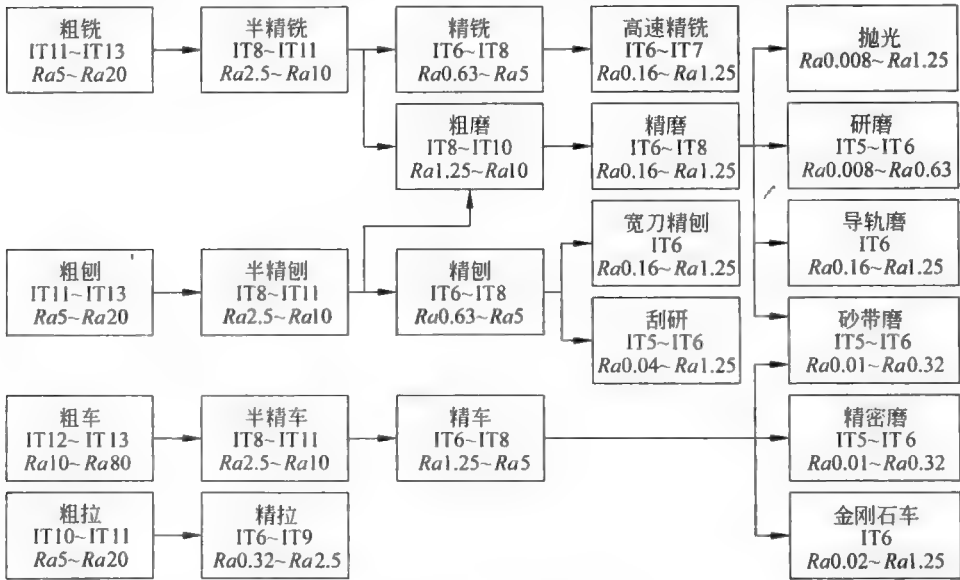 粗铣
IT11~IT13
Ra5~Ra20
半精铣
IT8~IT11
Ra2.5~Ra10
精铣
IT6~IT8
Ra0.63~Ra5
高速精铣
IT6~IT7
Ra0.16~Ra1.25
抛光
Ra0.008~Ra1.25
粗磨
IT8~IT10
Ra1.25~Ra10
精磨
IT6~IT8
Ra0.16~Ra1.25
研磨
IT5~IT6
Ra0.008~Ra0.63
粗刨
IT11~IT13
Ra5~Ra20
半精刨
IT8~IT11
Ra2.5~Ra10
精刨
IT6~IT8
Ra0.63~Ra5
宽刀精刨
IT6
Ra0.16~Ra1.25
导轨磨
IT6
Ra0.16~Ra1.25
刮研
IT5~IT6
Ra0.04~Ra1.25
砂带磨
IT5~IT6
Ra0.01~Ra0.32
粗车
IT12~IT13
Ra10~Ra80
半精车
IT8~IT11
Ra2.5~Ra10
精车
IT6~IT8
Ra1.25~Ra5
精密磨
IT5~IT6
Ra0.01~Ra0.32
粗拉
IT10~IT11
Ra5~Ra20
精拉
IT6~IT9
Ra0.32~Ra2.5
金刚石车
IT6
Ra0.02~Ra1.25